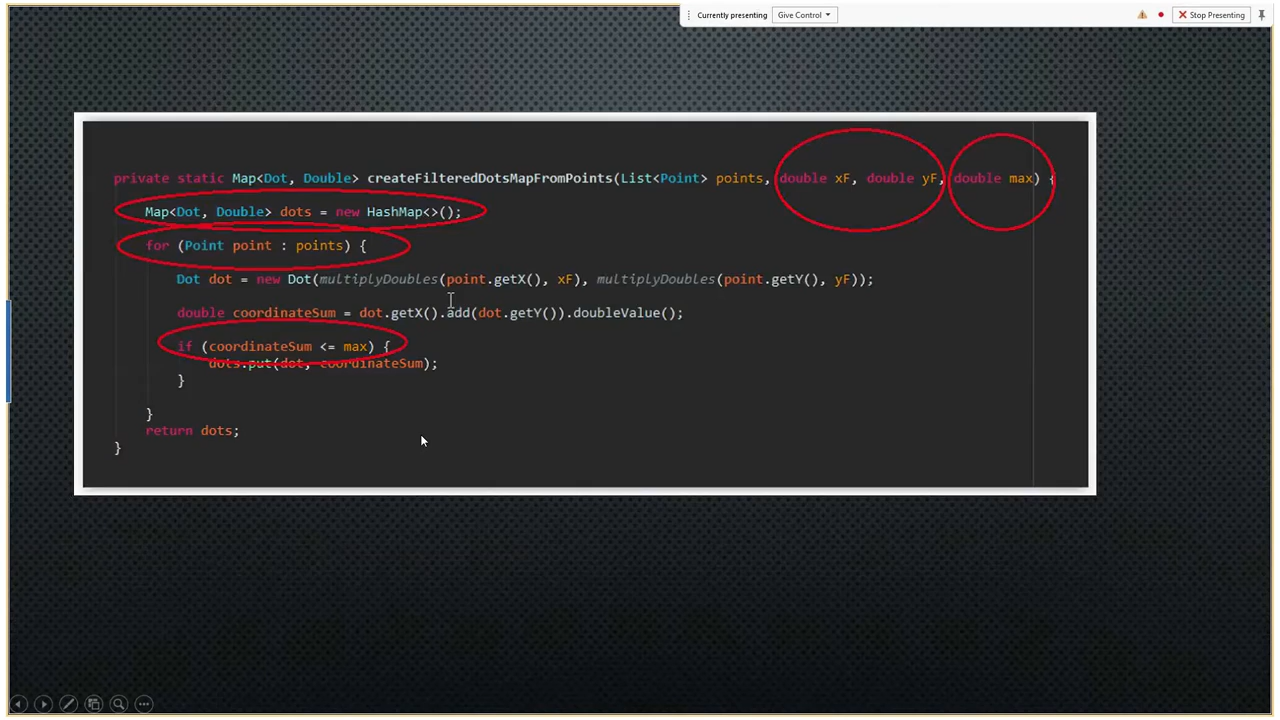 Currently presenting Give Control Stop Presenting
private static Map<Dot, Double> createFilteredDotsMapFromPoints(List<Point> points, double xF, double yF, double max) {
Map<Dot, Double> dots = new HashMap<>();
for (Point point : points) {
Dot dot = new Dot(multiplyDoubles(point.getX(), xF), multiplyDoubles(point.getY(), yF));
double coordinateSum = dot.getX().add(dot.getY()).doubleValue();
if (coordinateSum <= max) {
dots.put(dot, coordinateSum);
}
}
return dots;
}